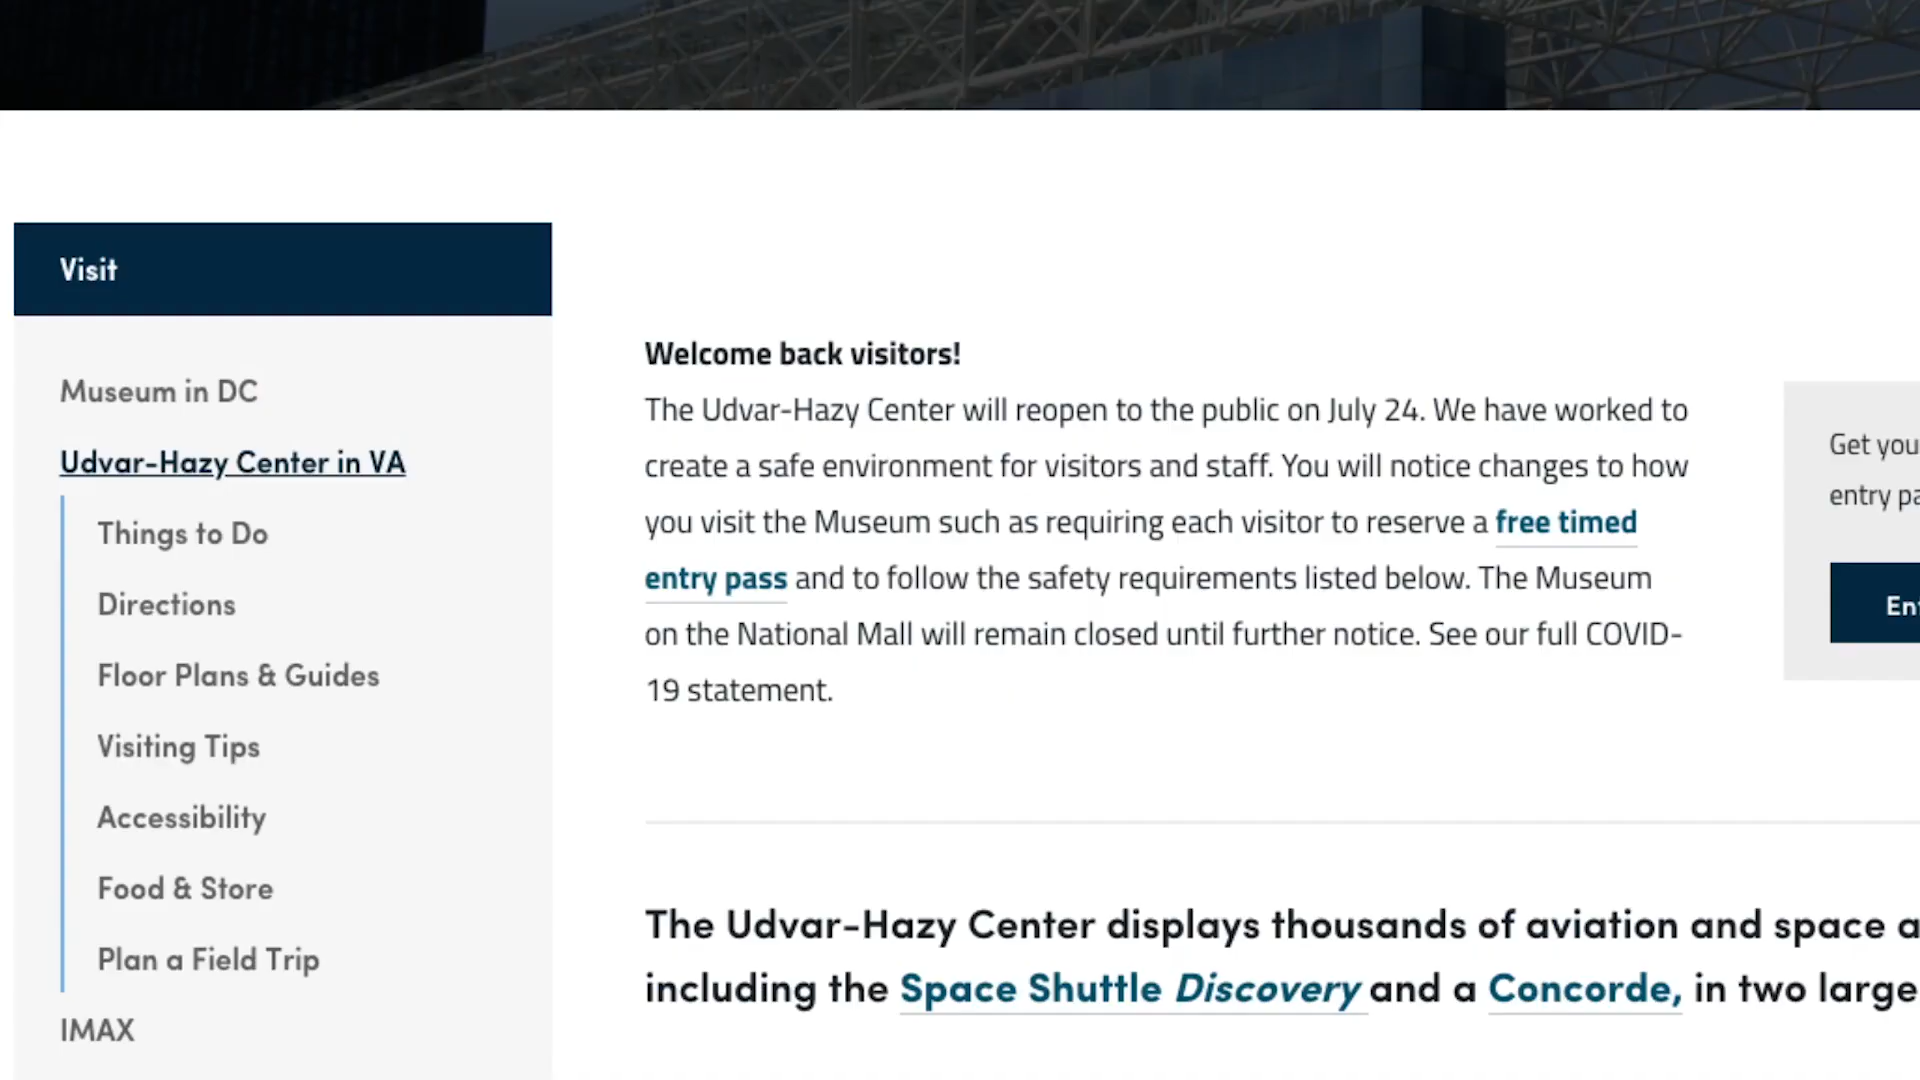 Visit
Museum in DC
Udvar-Hazy Center in VA
Things to Do
Directions
Floor Plans & Guides
Visiting Tips
Accessibility
Food & Store
Plan a Field Trip
IMAX
Welcome back visitors!
The Udvar-Hazy Center will reopen to the public on July 24. We have worked to
create a safe environment for visitors and staff. You will notice changes to how
you visit the Museum such as requiring each visitor to reserve a free timed
entry pass and to follow the safety requirements listed below. The Museum
on the National Mall will remain closed until further notice. See our full COVID-
19 statement.
The Udvar-Hazy Center displays thousands of aviation and space
including the Space Shuttle Discovery and a Concorde, in two large
Get
entry